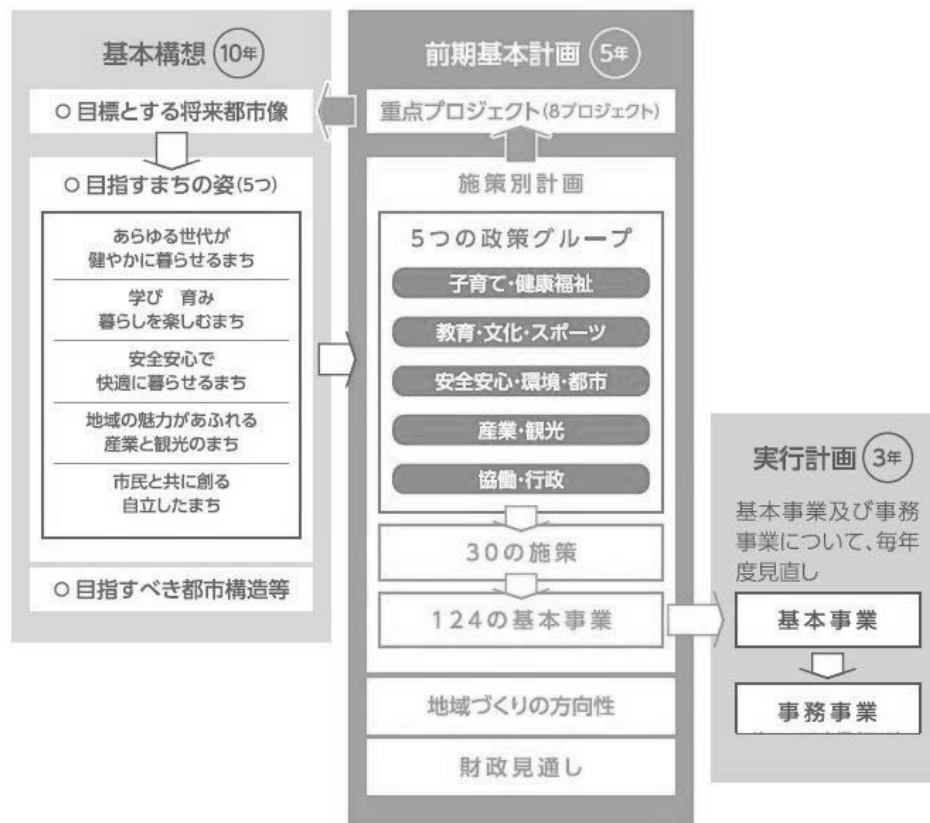 基本構想 10年
○ 目標とする将来都市像
○ 目指すまちの姿(5つ)
あらゆる世代が
健やかに暮らせるまち
学び 育み
暮らしを楽しむまち
安全安心で
快適に暮らせるまち
地域の魅力があふれる
産業と観光のまち
市民と共に創る
自立したまち
○ 目指すべき都市構造等
前期基本計画 5年
重点プロジェクト(8プロジェクト)
施策別計画
5つの政策グループ
子育て・健康福祉
教育・文化・スポーツ
安全安心・環境・都市
産業・観光
協働・行政
30の施策
124の基本事業
地域づくりの方向性
財政見通し
実行計画 3年
基本事業及び事務
事業について、毎年
度見直し
基本事業
事務事業